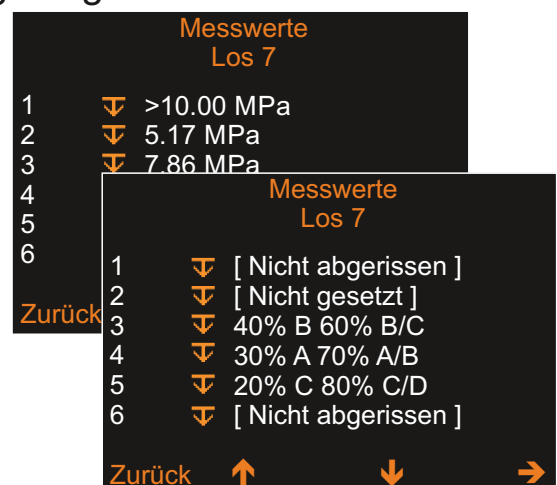 Messwerte
Los 7
1 >10.00 MPa
2 5.17 MPa
3 7.86 MPa
4
5
6
Zurück
Messwerte
Los 7
1 [ Nicht abgerissen ]
2 [ Nicht gesetzt ]
3 40% B 60% B/C
4 30% A 70% A/B
5 20% C 80% C/D
6 [ Nicht abgerissen ]
Zurück